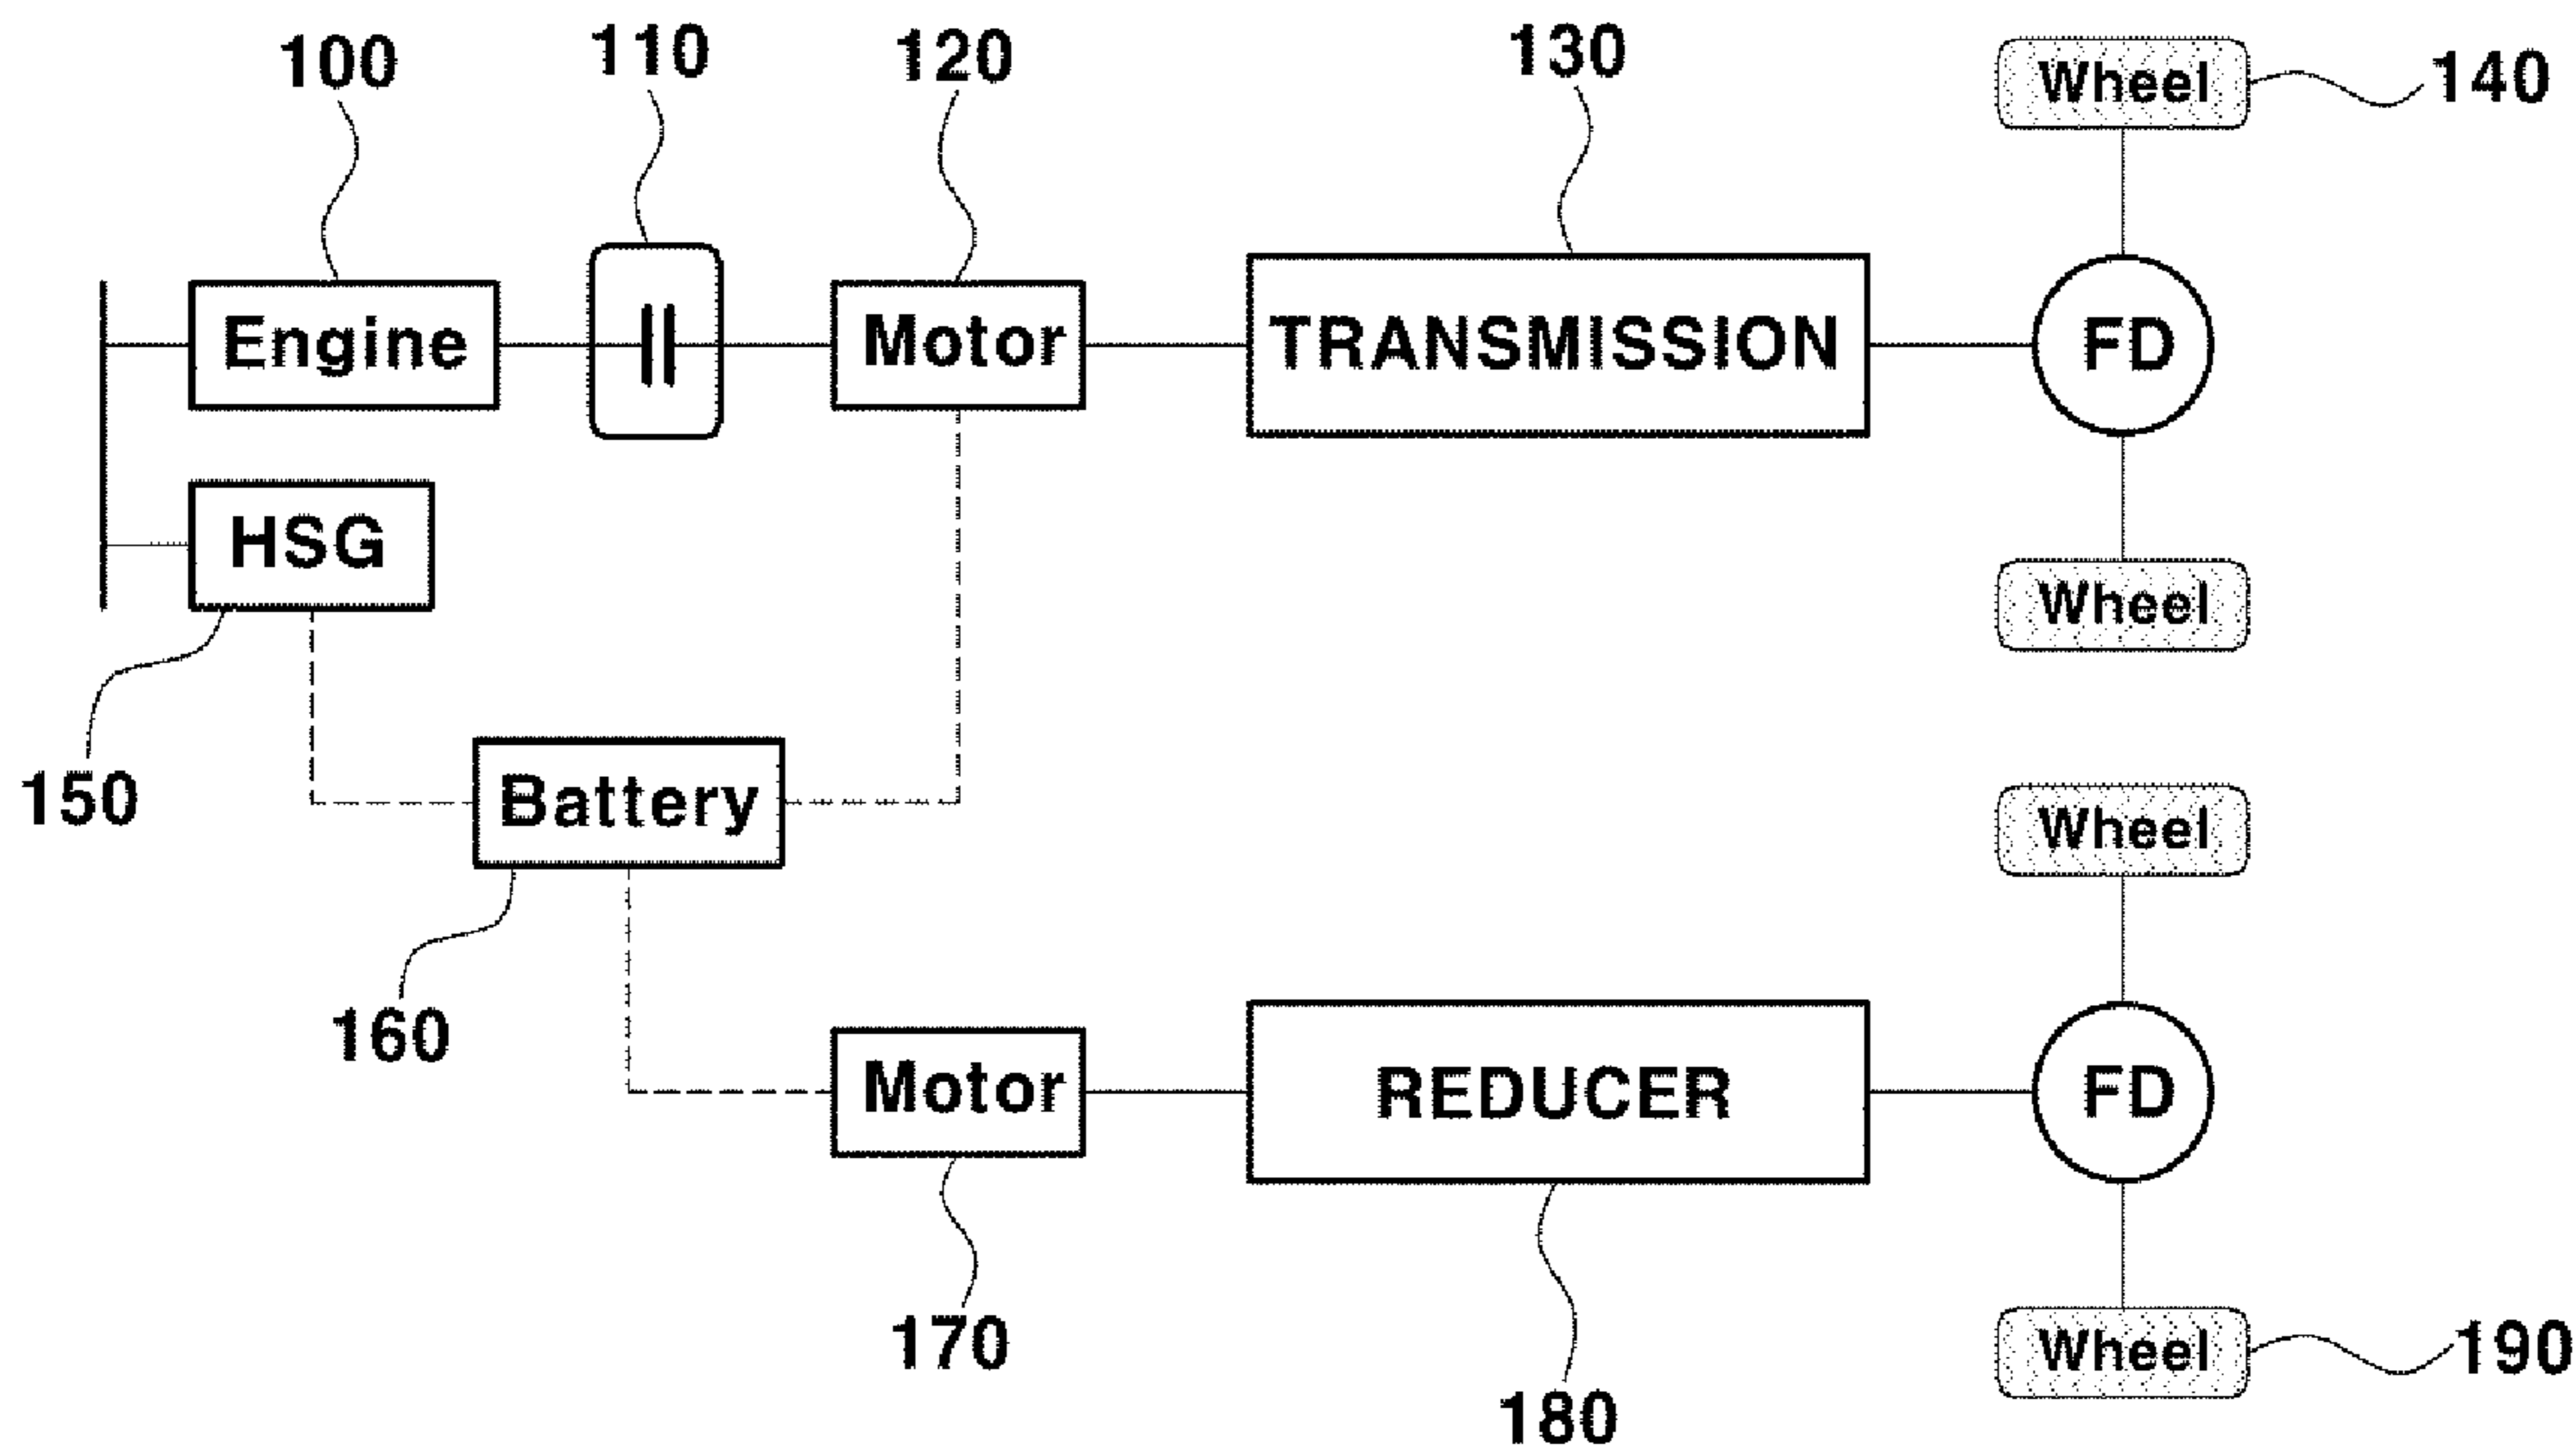 100
110
120
130
Wheel
140
Engine
Motor
TRANSMISSION
FD
HSG
Wheel
150
Battery
Wheel
160
Motor
REDUCER
FD
170
180
Wheel
190